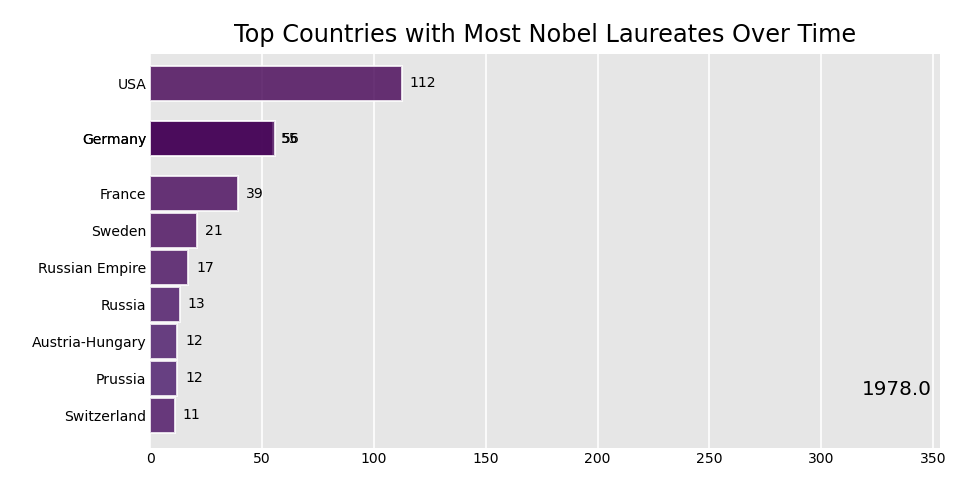 Top Countries with Most Nobel Laureates Over Time
USA 112
Germany
France 39
Sweden 21
Russian Empire 17
Russia 13
Austria-Hungary 12
Prussia 12
Switzerland 11
1978.0
0 50 100 150 200 250 300 350